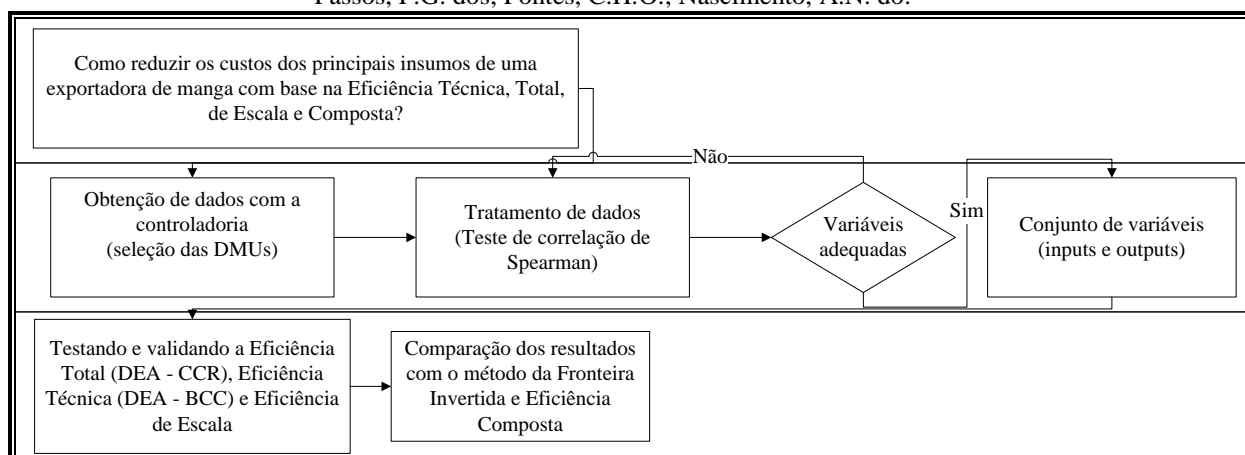 Passos, F.G. dos; Pontes, C.H.O.; Nascimento, A.N. do.
Como reduzir os custos dos principais insumos de uma
exportadora de manga com base na Eficiência Técnica, Total,
de Escala e Composta?
Não
Obtenção de dados com a
controladoria
(seleção das DMUs)
Tratamento de dados
(Teste de correlação de
Spearman)
Variáveis
adequadas
Sim
Conjunto de variáveis
(inputs e outputs)
Testando e validando a Eficiência
Total (DEA - CCR), Eficiência
Técnica (DEA - BCC) e Eficiência
de Escala
Comparação dos resultados
com o método da Fronteira
Invertida e Eficiência
Composta